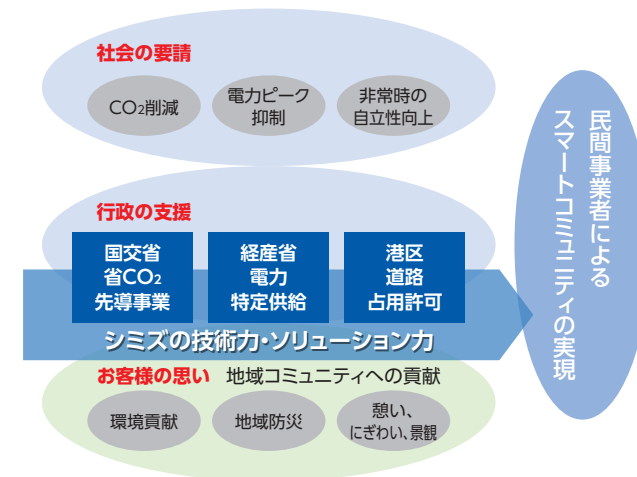 社会の要請
CO₂削減
電力ピーク
抑制
非常時の
自立性向上
行政の支援
国交省
省CO₂
先導事業
経産省
電力
特定供給
港区
道路
占用許可
シミズの技術力・ソリューション力
お客様の思い 地域コミュニティへの貢献
環境貢献
地域防災
憩い、
にぎわい、景観
民間事業者による
スマートコミュニティの実現